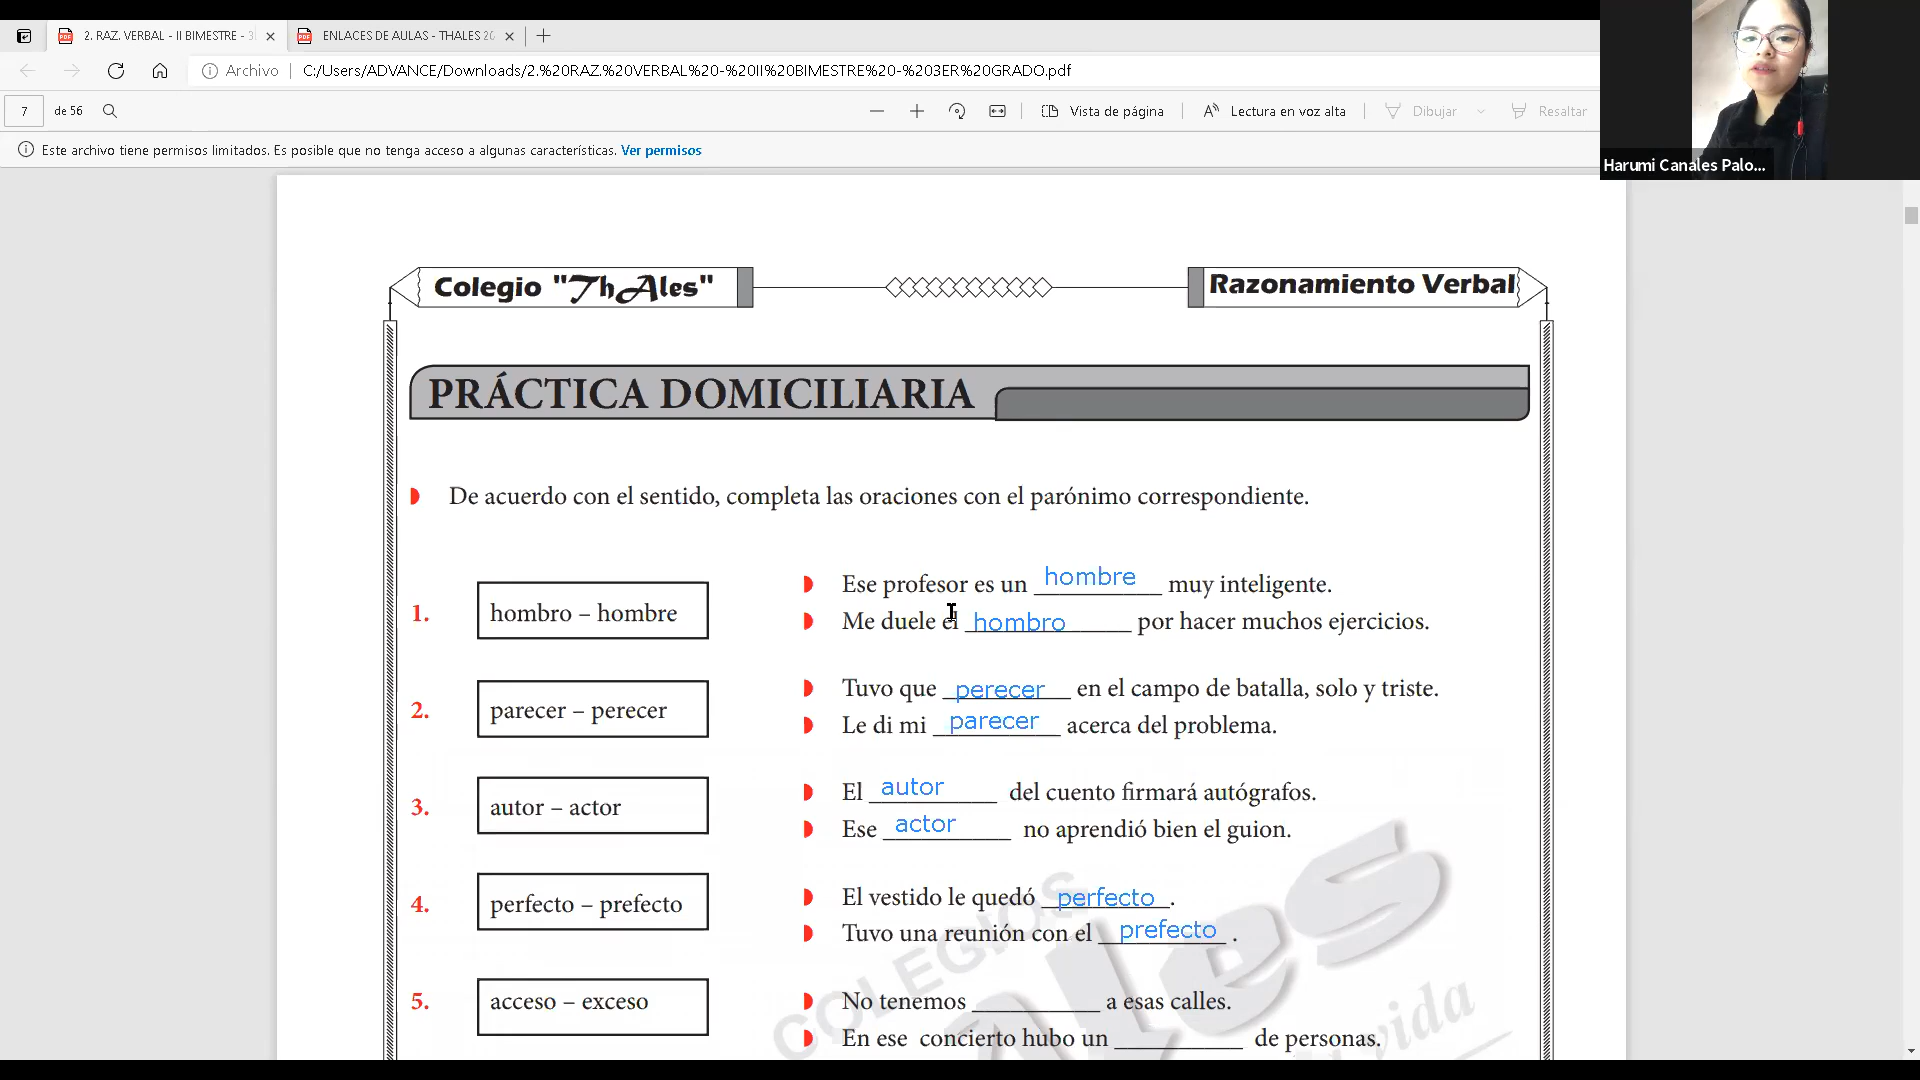 2. RAZ. VERBAL - II BIMESTRE - 3
ENLACES DE AULAS - THALES 20
Archivo
C:/Users/ADVANCE/Downloads/2.%20RAZ.%20VERBAL%20-%20II%20BIMESTRE%20-%203ER%20GRADO.pdf
7 de 56
Vista de página
Lectura en voz alta
Dibujar
Resaltar
Este archivo tiene permisos limitados. Es posible que no tenga acceso a algunas características. Ver permisos
Harumi Canales Palo...
Colegio "ThAles"
Razonamiento Verbal
PRÁCTICA DOMICILIARIA
De acuerdo con el sentido, completa las oraciones con el parónimo correspondiente.
1. hombro – hombre
Ese profesor es un hombre muy inteligente.
Me duele el hombro por hacer muchos ejercicios.
2. parecer – perecer
Tuvo que perecer en el campo de batalla, solo y triste.
Le di mi parecer acerca del problema.
3. autor – actor
El autor del cuento firmará autógrafos.
Ese actor no aprendió bien el guion.
4. perfecto – prefecto
El vestido le quedó perfecto.
Tuvo una reunión con el prefecto .
5. acceso – exceso
No tenemos __________ a esas calles.
En ese concierto hubo un __________ de personas.
COLEGIOS
ales
vida